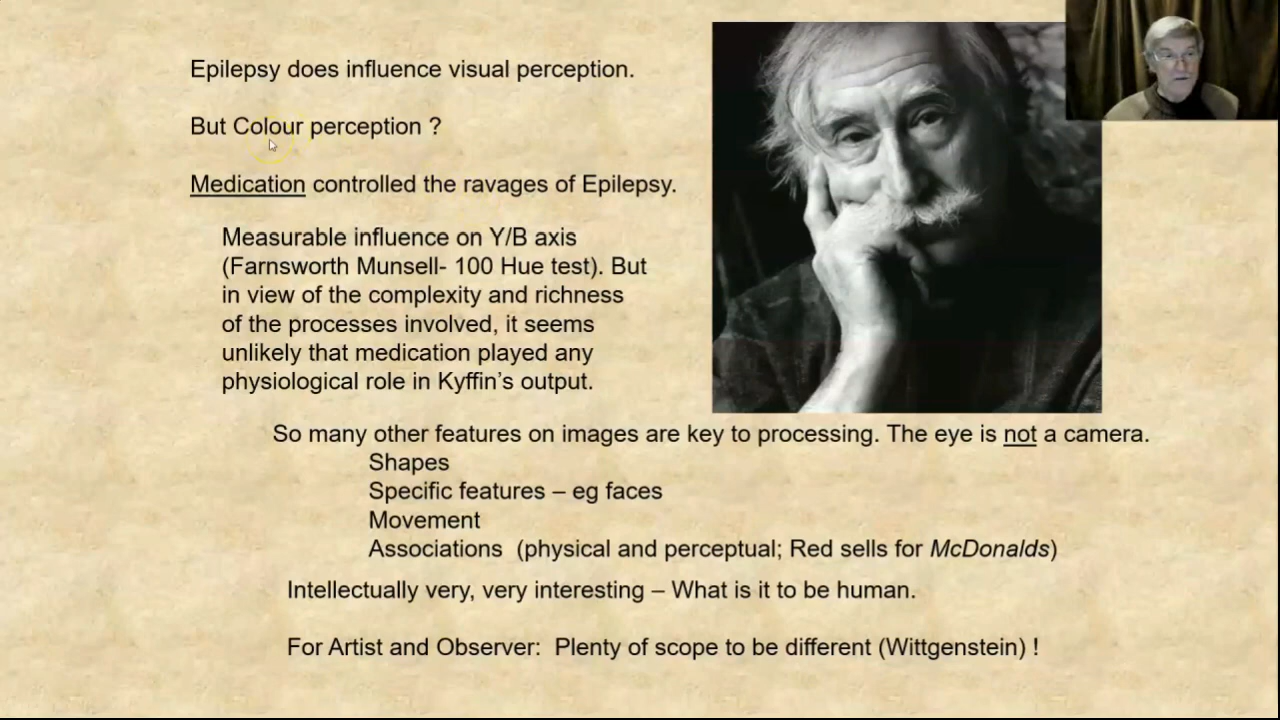 Epilepsy does influence visual perception.
But Colour perception ?
Medication controlled the ravages of Epilepsy.
Measurable influence on Y/B axis
(Farnsworth Munsell- 100 Hue test). But
in view of the complexity and richness
of the processes involved, it seems
unlikely that medication played any
physiological role in Kyffin's output.
So many other features on images are key to processing. The eye is not a camera.
Shapes
Specific features – eg faces
Movement
Associations (physical and perceptual; Red sells for McDonalds)
Intellectually very, very interesting – What is it to be human.
For Artist and Observer: Plenty of scope to be different (Wittgenstein) !